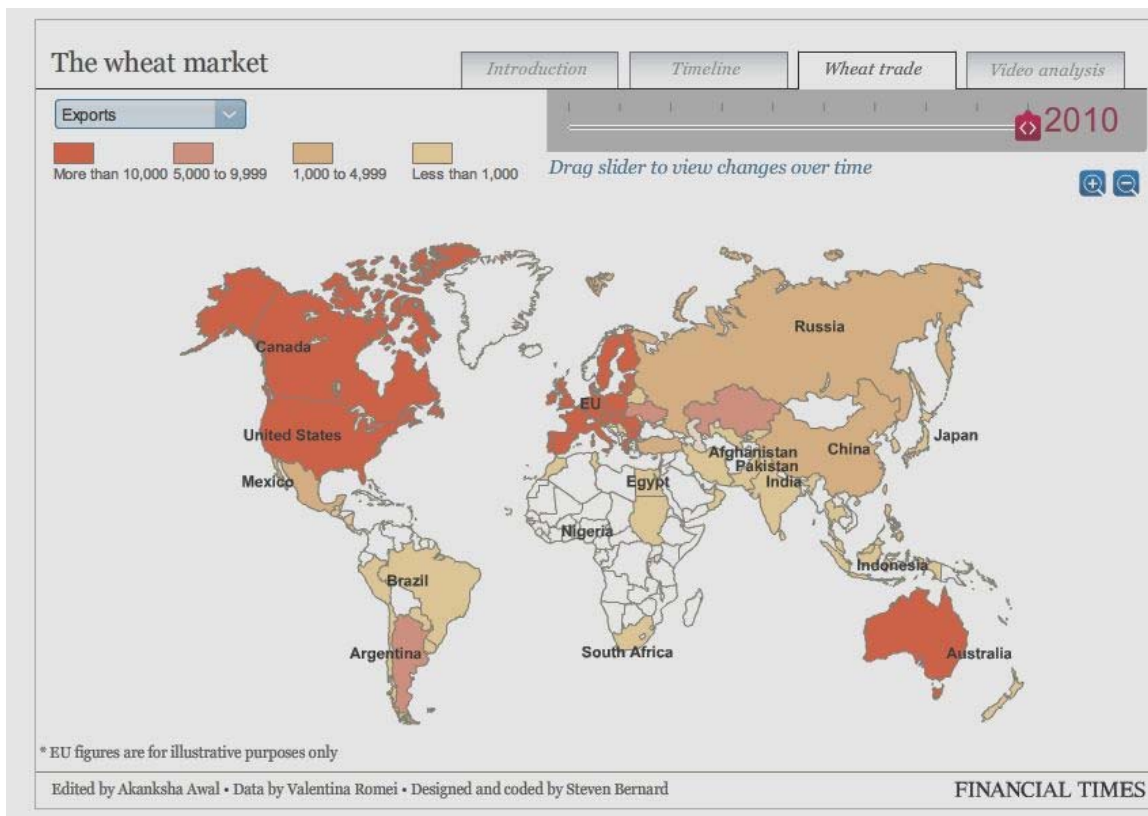 The wheat market
Introduction
Timeline
Wheat trade
Video analysis
Exports
2010
More than 10,000
5,000 to 9,999
1,000 to 4,999
Less than 1,000
Drag slider to view changes over time
Russia
Canada
EU
United States
Afghanistan
China
Japan
Pakistan
Mexico
Egypt
India
Nigeria
Indonesia
Brazil
Argentina
South Africa
Australia
* EU figures are for illustrative purposes only
Edited by Akanksha Awal • Data by Valentina Romei • Designed and coded by Steven Bernard
FINANCIAL TIMES